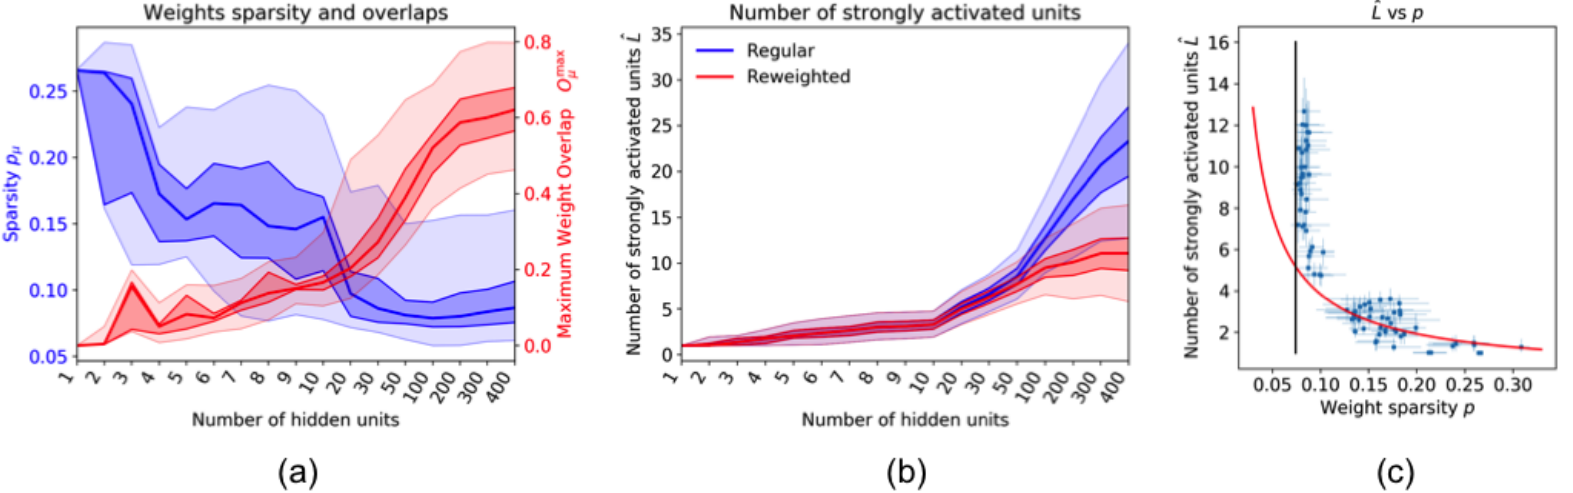 Weights sparsity and overlaps
0.25
0.20
0.15
0.10
0.05
Sparsity pμ
0.8
0.6
0.4
0.2
0.0
Maximum Weight Overlap Oμmax
1 2 3 4 5 6 7 8 9 10 20 30 50 100 200 300 400
Number of hidden units
(a)
Number of strongly activated units
35
30
25
20
15
10
5
0
Number of strongly activated units L̂
Regular
Reweighted
1 2 3 4 5 6 7 8 9 10 20 30 50 100 200 300 400
Number of hidden units
(b)
L̂ vs p
16
14
12
10
8
6
4
2
Number of strongly activated units L̂
0.05 0.10 0.15 0.20 0.25 0.30
Weight sparsity p
(c)